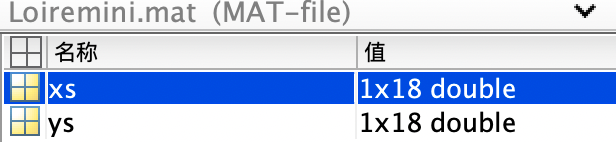 Loiremini.mat (MAT-file)
名称 值
xs 1x18 double
ys 1x18 double